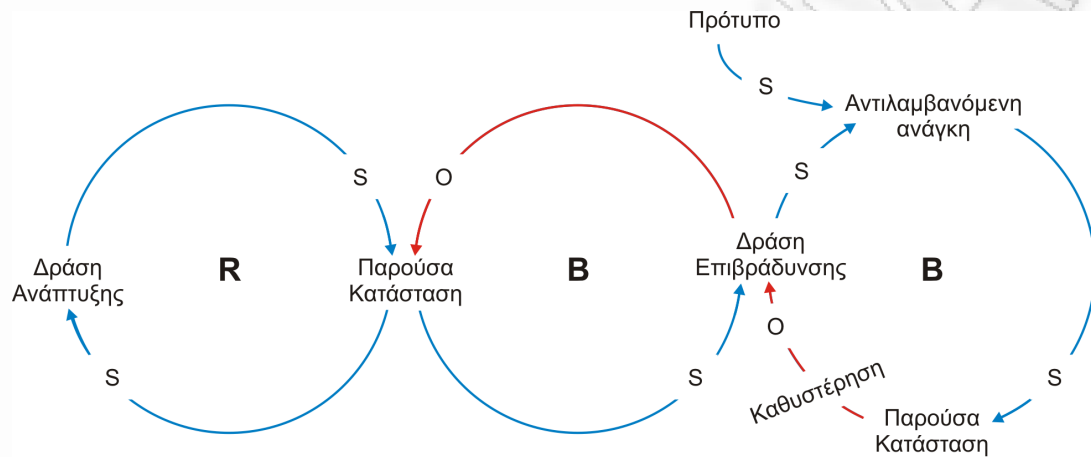 Πρότυπο
S
Αντιλαμβανόμενη
ανάγκη
S
O
S
Δράση
Ανάπτυξης
R
Παρούσα
Κατάσταση
B
Δράση
Επιβράδυνσης
B
O
S
S
S
Καθυστέρηση
Παρούσα
Κατάσταση